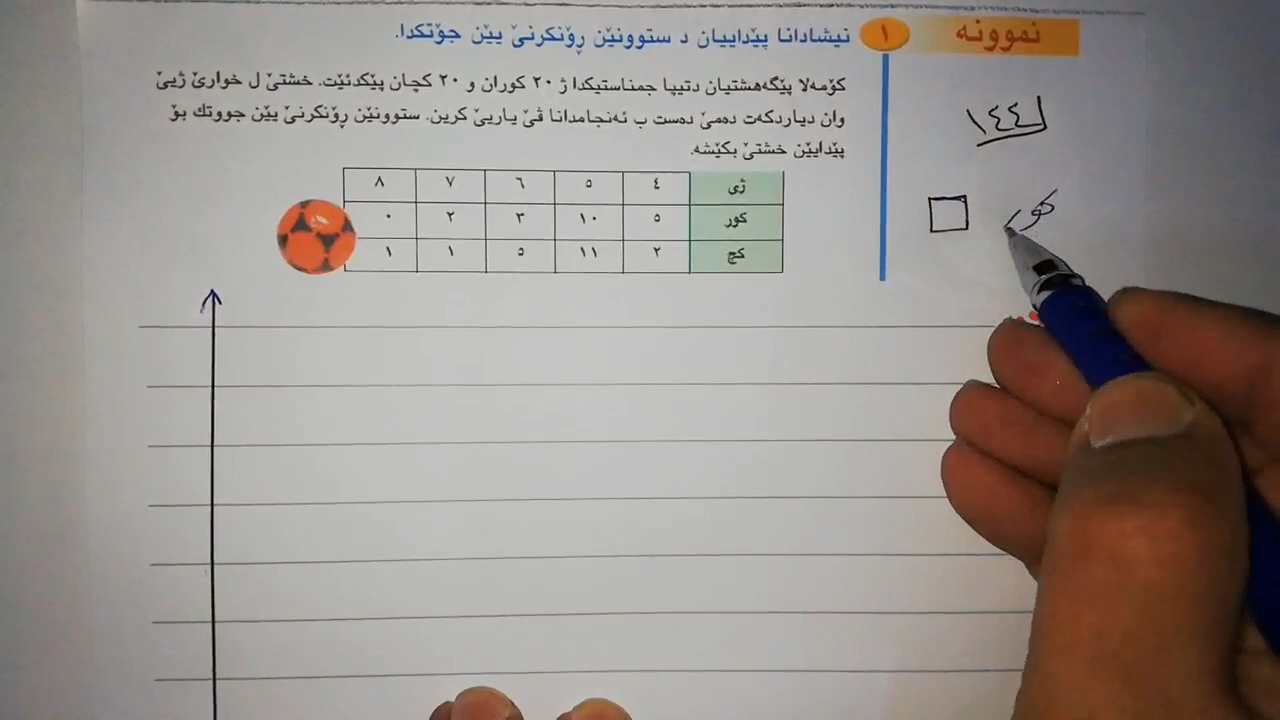 نموونە ١ نیشادانا پێداییان د ستوونێن ڕۆنکرنێ یێن جۆتکدا.
کۆمەلا پێگەهشتیان دتیپا جمناستیکدا ژ ٢٠ کوران و ٢٠ کچان پێکدئێت. خشتێ ل خوارێ ژیێ
وان دیاردکەت دەمێ دەست ب ئەنجامدانا ڤێ یاریێ کرین. ستوونێن ڕۆنکرنێ یێن جووتك بۆ
پێدایێن خشتێ بکێشە.
ژی ٤ ٥ ٦ ٧ ٨
کور ٥ ١٠ ٣ ٢ ٠
کچ ٢ ١١ ٥ ١ ١
ل ١٤٤
کور